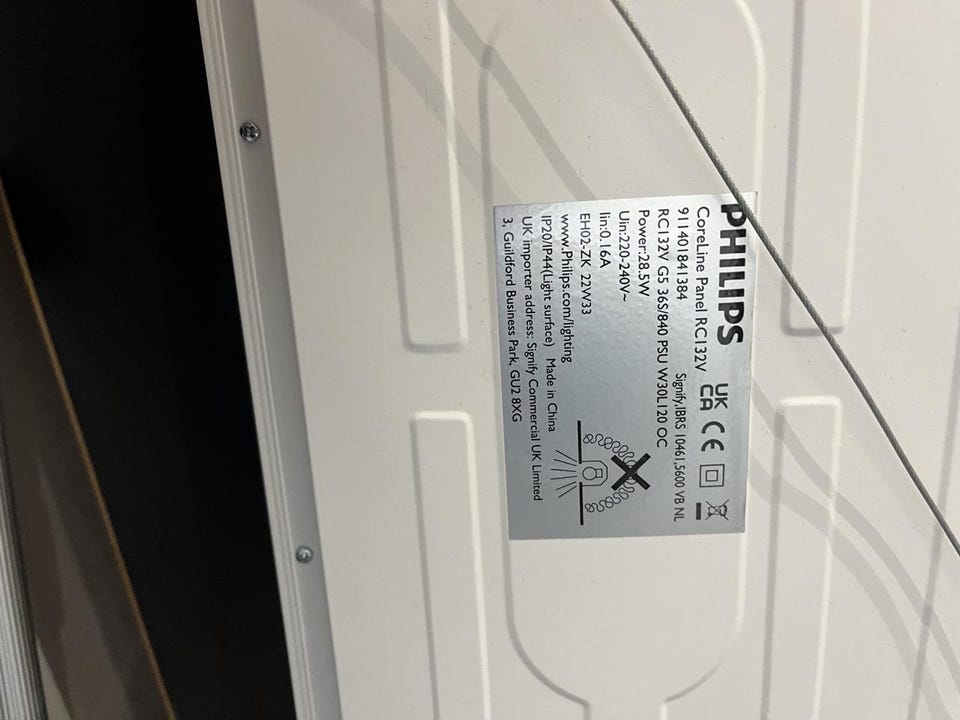 PHILIPS
CoreLine Panel RC132V
UK CA CE
911401841384
Signify,IBRS 10461,5600 VB NL
RC132V G5 36S/840 PSU W30L120 OC
Power:28.5W
Uin:220-240V~
Iin:0.16A
EH02-ZK 22W33
www.Philips.com/lighting
IP20/IP44(Light surface) Made in China
UK importer address: Signify Commercial UK Limited
3, Guildford Business Park, GU2 8XG